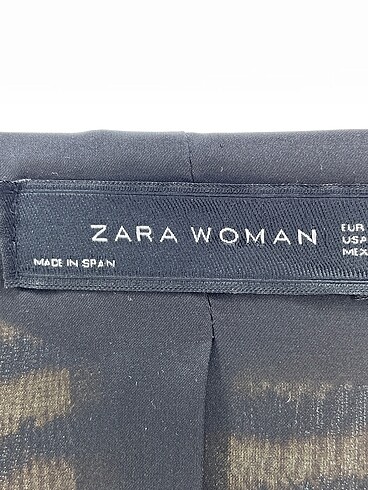 ZARA WOMAN
MADE IN SPAIN
EUR
USA
MEX